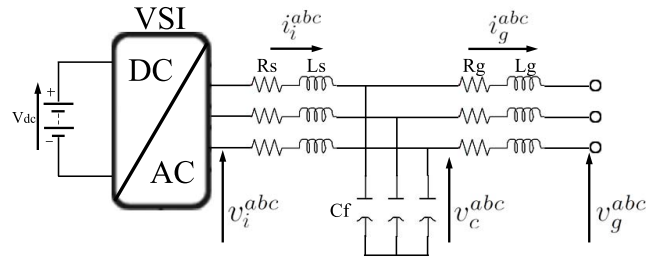 VSI
i_i^{abc}
i_g^{abc}
DC
Rs Ls
Rg Lg
+
Vdc
−
AC
v_i^{abc}
Cf
v_c^{abc}
v_g^{abc}